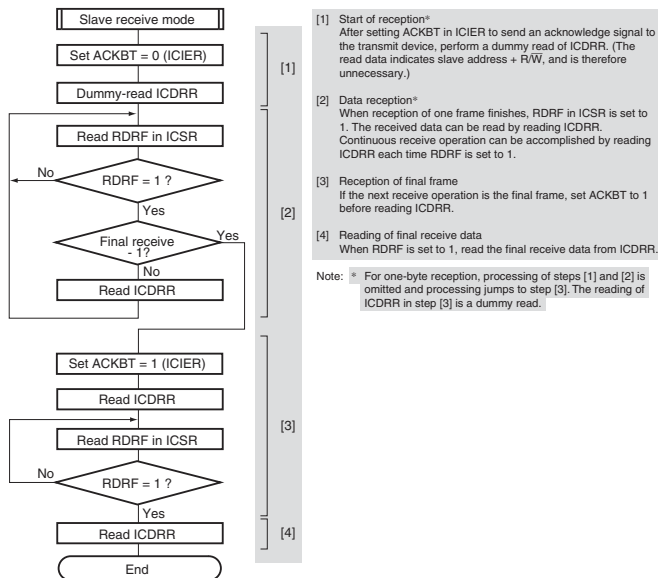 Slave receive mode
Set ACKBT = 0 (ICIER)
[1]
Dummy-read ICDRR
Read RDRF in ICSR
No
RDRF = 1 ?
Yes
[2]
Final receive
- 1?
Yes
No
Read ICDRR
Set ACKBT = 1 (ICIER)
Read ICDRR
[3]
Read RDRF in ICSR
No
RDRF = 1 ?
Yes
Read ICDRR
[4]
End
[1] Start of reception*
After setting ACKBT in ICIER to send an acknowledge signal to
the transmit device, perform a dummy read of ICDRR. (The
read data indicates slave address + R/W̅, and is therefore
unnecessary.)
[2] Data reception*
When reception of one frame finishes, RDRF in ICSR is set to
1. The received data can be read by reading ICDRR.
Continuous receive operation can be accomplished by reading
ICDRR each time RDRF is set to 1.
[3] Reception of final frame
If the next receive operation is the final frame, set ACKBT to 1
before reading ICDRR.
[4] Reading of final receive data
When RDRF is set to 1, read the final receive data from ICDRR.
Note: * For one-byte reception, processing of steps [1] and [2] is
omitted and processing jumps to step [3]. The reading of
ICDRR in step [3] is a dummy read.